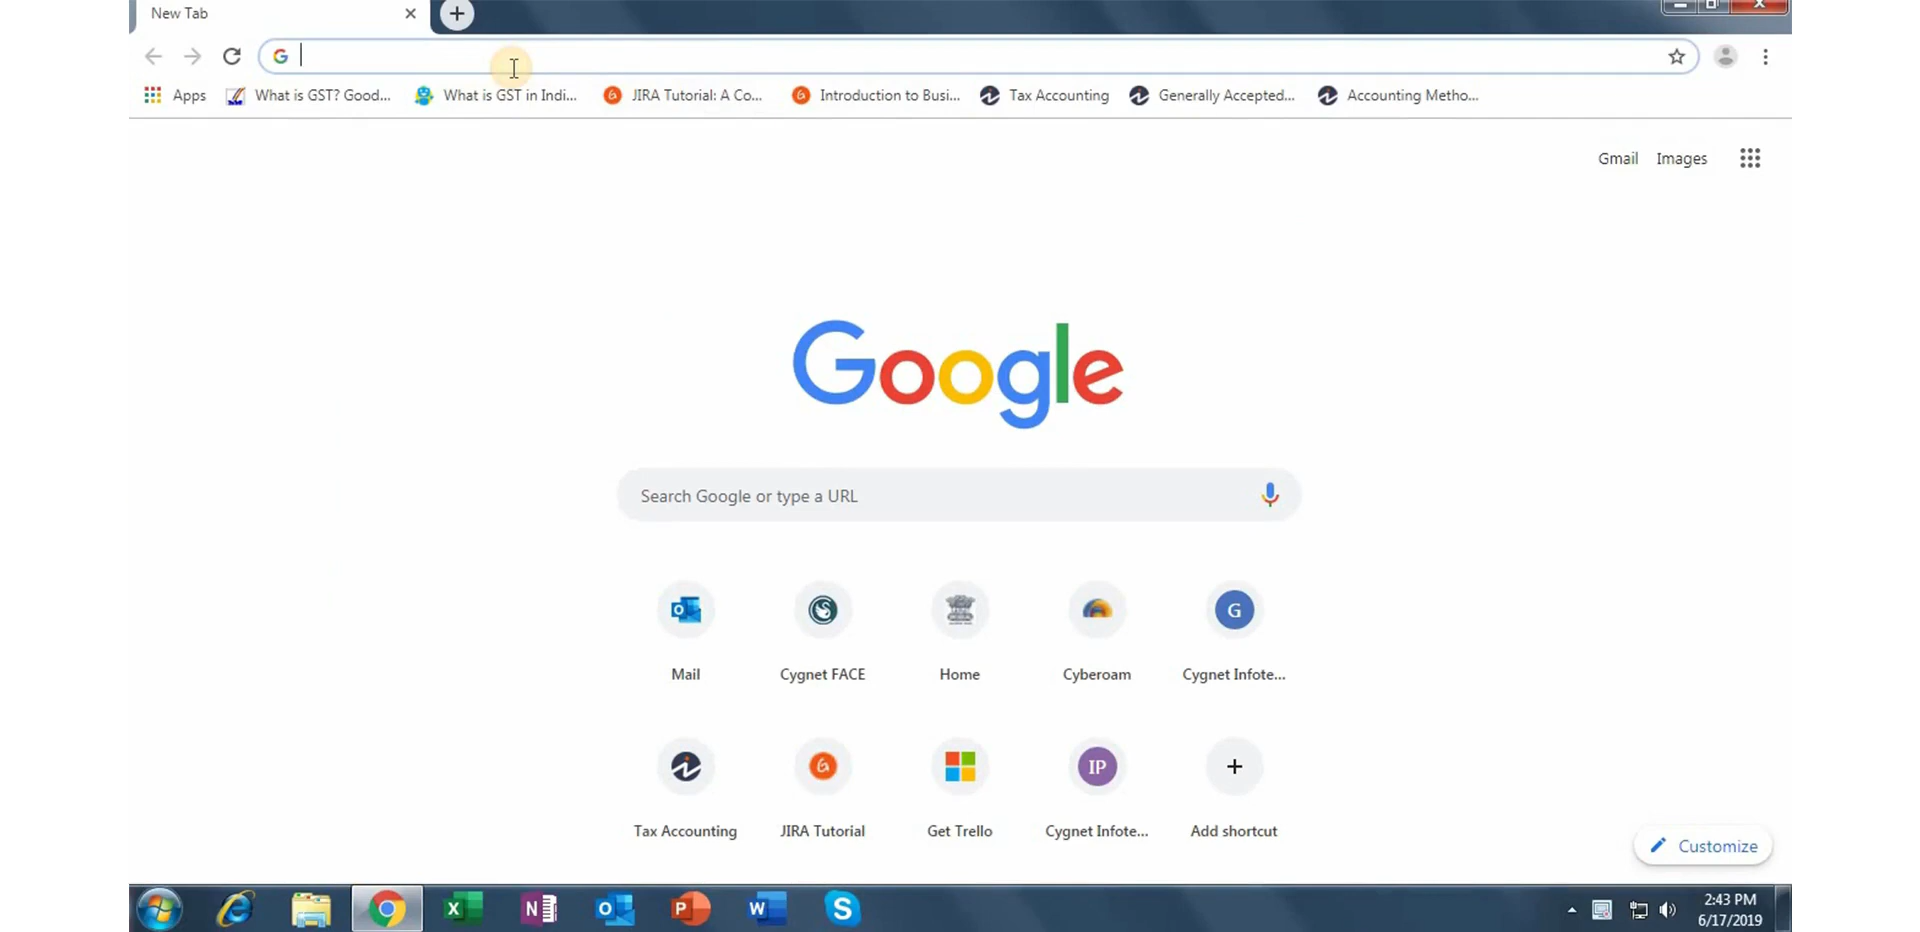 New Tab
G
Apps What is GST? Good... What is GST in Indi... JIRA Tutorial: A Co... Introduction to Busi... Tax Accounting Generally Accepted... Accounting Metho...
Gmail Images
Google
Search Google or type a URL
G
Mail Cygnet FACE Home Cyberoam Cygnet Infote...
IP
Tax Accounting JIRA Tutorial Get Trello Cygnet Infote... Add shortcut
Customize
2:43 PM
6/17/2019